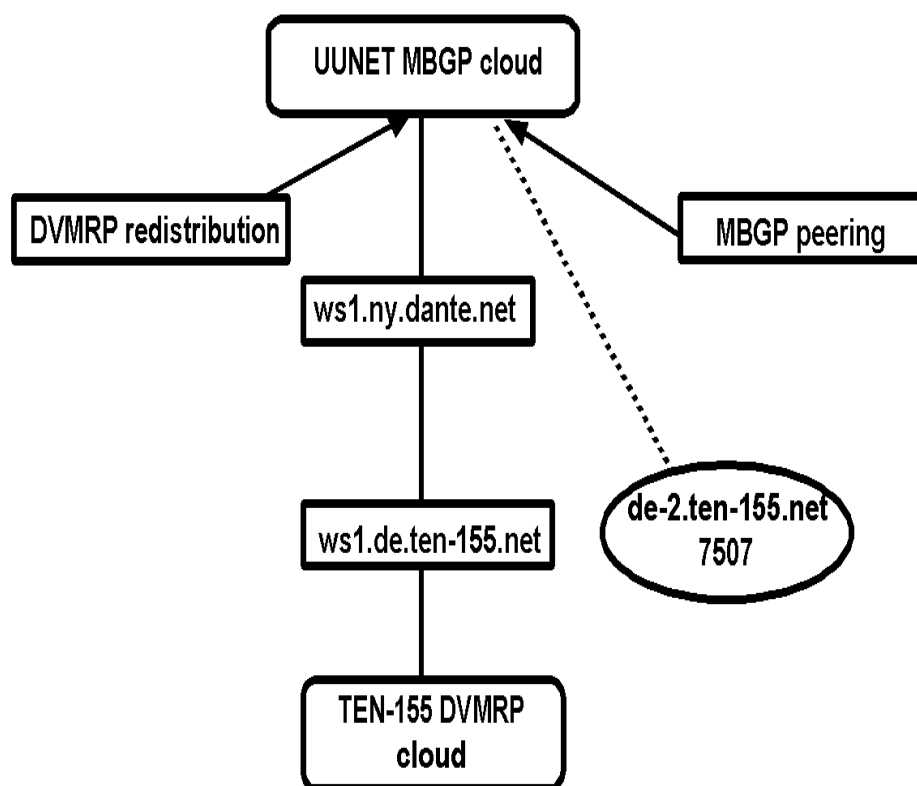 UUNET MBGP cloud
DVMRP redistribution
MBGP peering
ws1.ny.dante.net
de-2.ten-155.net
7507
ws1.de.ten-155.net
TEN-155 DVMRP
cloud